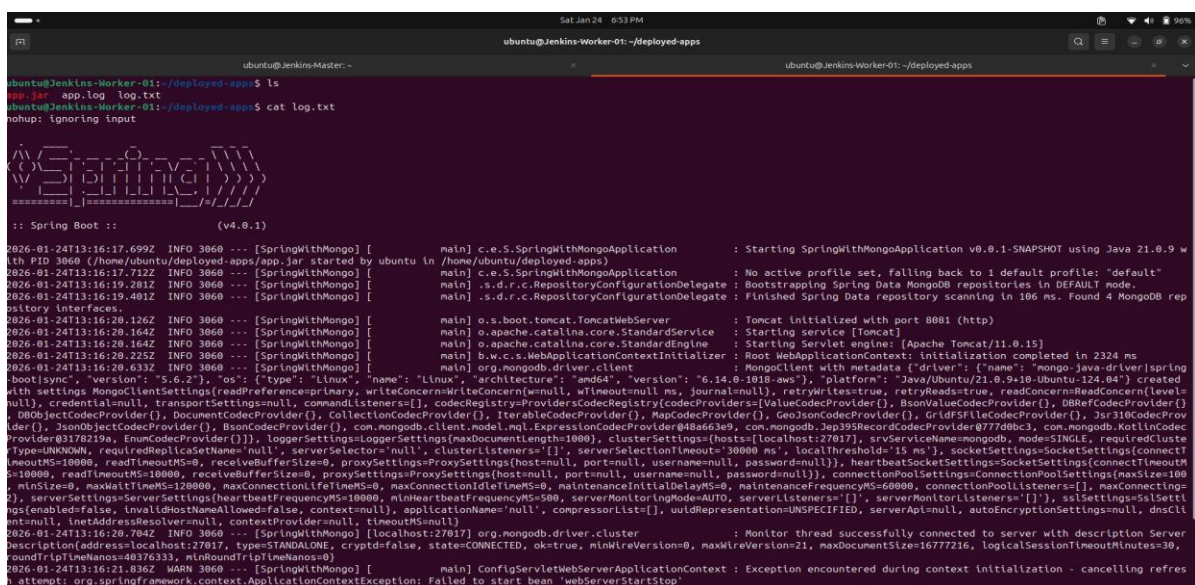 Sat Jan 24 6:53 PM
96%
ubuntu@Jenkins-Worker-01: ~/deployed-apps
ubuntu@Jenkins-Master: ~
ubuntu@Jenkins-Worker-01: ~/deployed-apps
ubuntu@Jenkins-Worker-01:~/deployed-apps$ ls
app.jar app.log log.txt
ubuntu@Jenkins-Worker-01:~/deployed-apps$ cat log.txt
nohup: ignoring input
:: Spring Boot :: (v4.0.1)
2026-01-24T13:16:17.699Z INFO 3060 --- [SpringWithMongo] [ main] c.e.S.SpringWithMongoApplication : Starting SpringWithMongoApplication v0.0.1-SNAPSHOT using Java 21.0.9 w
ith PID 3060 (/home/ubuntu/deployed-apps/app.jar started by ubuntu in /home/ubuntu/deployed-apps)
2026-01-24T13:16:17.712Z INFO 3060 --- [SpringWithMongo] [ main] c.e.S.SpringWithMongoApplication : No active profile set, falling back to 1 default profile: "default"
2026-01-24T13:16:19.281Z INFO 3060 --- [SpringWithMongo] [ main] .s.d.r.c.RepositoryConfigurationDelegate : Bootstrapping Spring Data MongoDB repositories in DEFAULT mode.
2026-01-24T13:16:19.401Z INFO 3060 --- [SpringWithMongo] [ main] .s.d.r.c.RepositoryConfigurationDelegate : Finished Spring Data repository scanning in 106 ms. Found 4 MongoDB rep
ository interfaces.
2026-01-24T13:16:20.126Z INFO 3060 --- [SpringWithMongo] [ main] o.s.boot.tomcat.TomcatWebServer : Tomcat initialized with port 8081 (http)
2026-01-24T13:16:20.164Z INFO 3060 --- [SpringWithMongo] [ main] o.apache.catalina.core.StandardService : Starting service [Tomcat]
2026-01-24T13:16:20.164Z INFO 3060 --- [SpringWithMongo] [ main] o.apache.catalina.core.StandardEngine : Starting Servlet engine: [Apache Tomcat/11.0.15]
2026-01-24T13:16:20.225Z INFO 3060 --- [SpringWithMongo] [ main] b.w.c.s.WebApplicationContextInitializer : Root WebApplicationContext: initialization completed in 2324 ms
2026-01-24T13:16:20.633Z INFO 3060 --- [SpringWithMongo] [ main] org.mongodb.driver.client : MongoClient with metadata {"driver": {"name": "mongo-java-driver|spring
-boot|sync", "version": "5.6.2"}, "os": {"type": "Linux", "name": "Linux", "architecture": "amd64", "version": "6.14.0-1018-aws"}, "platform": "Java/Ubuntu/21.0.9+10-Ubuntu-124.04"} created
with settings MongoClientSettings{readPreference=primary, writeConcern=WriteConcern{w=null, wTimeout=null ms, journal=null}, retryWrites=true, retryReads=true, readConcern=ReadConcern{level=
null}, credential=null, transportSettings=null, commandListeners=[], codecRegistry=ProvidersCodecRegistry{codecProviders=[ValueCodecProvider{}, BsonValueCodecProvider{}, DBRefCodecProvider{}
, DBObjectCodecProvider{}, DocumentCodecProvider{}, CollectionCodecProvider{}, IterableCodecProvider{}, MapCodecProvider{}, GeoJsonCodecProvider{}, GridFSFileCodecProvider{}, Jsr310CodecProv
ider{}, JsonObjectCodecProvider{}, BsonCodecProvider{}, com.mongodb.client.model.mql.ExpressionCodecProvider@48a663e9, com.mongodb.Jep395RecordCodecProvider@777d0bc3, com.mongodb.KotlinCodec
Provider@3178219a, EnumCodecProvider{}]}, loggerSettings=LoggerSettings{maxDocumentLength=1000}, clusterSettings={hosts=[localhost:27017], srvServiceName=mongodb, mode=SINGLE, requiredCluste
rType=UNKNOWN, requiredReplicaSetName='null', serverSelector='null', clusterListeners='[]', serverSelectionTimeout='30000 ms', localThreshold='15 ms'}, socketSettings=SocketSettings{connectT
imeoutMS=10000, readTimeoutMS=0, receiveBufferSize=0, proxySettings=ProxySettings{host=null, port=null, username=null, password=null}}, heartbeatSocketSettings=SocketSettings{connectTimeoutM
S=10000, readTimeoutMS=10000, receiveBufferSize=0, proxySettings=ProxySettings{host=null, port=null, username=null, password=null}}, connectionPoolSettings=ConnectionPoolSettings{maxSize=100
, minSize=0, maxWaitTimeMS=120000, maxConnectionLifeTimeMS=0, maxConnectionIdleTimeMS=0, maintenanceInitialDelayMS=0, maintenanceFrequencyMS=60000, connectionPoolListeners=[], maxConnecting=
2}, serverSettings=ServerSettings{heartbeatFrequencyMS=10000, minHeartbeatFrequencyMS=500, serverMonitoringMode=AUTO, serverListeners='[]', serverMonitorListeners='[]'}, sslSettings=SslSetti
ngs{enabled=false, invalidHostNameAllowed=false, context=null}, applicationName='null', compressorList=[], uuidRepresentation=UNSPECIFIED, serverApi=null, autoEncryptionSettings=null, dnsCli
ent=null, inetAddressResolver=null, contextProvider=null, timeoutMS=null}
2026-01-24T13:16:20.704Z INFO 3060 --- [SpringWithMongo] [localhost:27017] org.mongodb.driver.cluster : Monitor thread successfully connected to server with description Server
Description{address=localhost:27017, type=STANDALONE, cryptd=false, state=CONNECTED, ok=true, minWireVersion=0, maxWireVersion=21, maxDocumentSize=16777216, logicalSessionTimeoutMinutes=30,
roundTripTimeNanos=40376333, minRoundTripTimeNanos=0}
2026-01-24T13:16:21.836Z WARN 3060 --- [SpringWithMongo] [ main] ConfigServletWebServerApplicationContext : Exception encountered during context initialization - cancelling refres
h attempt: org.springframework.context.ApplicationContextException: Failed to start bean 'webServerStartStop'